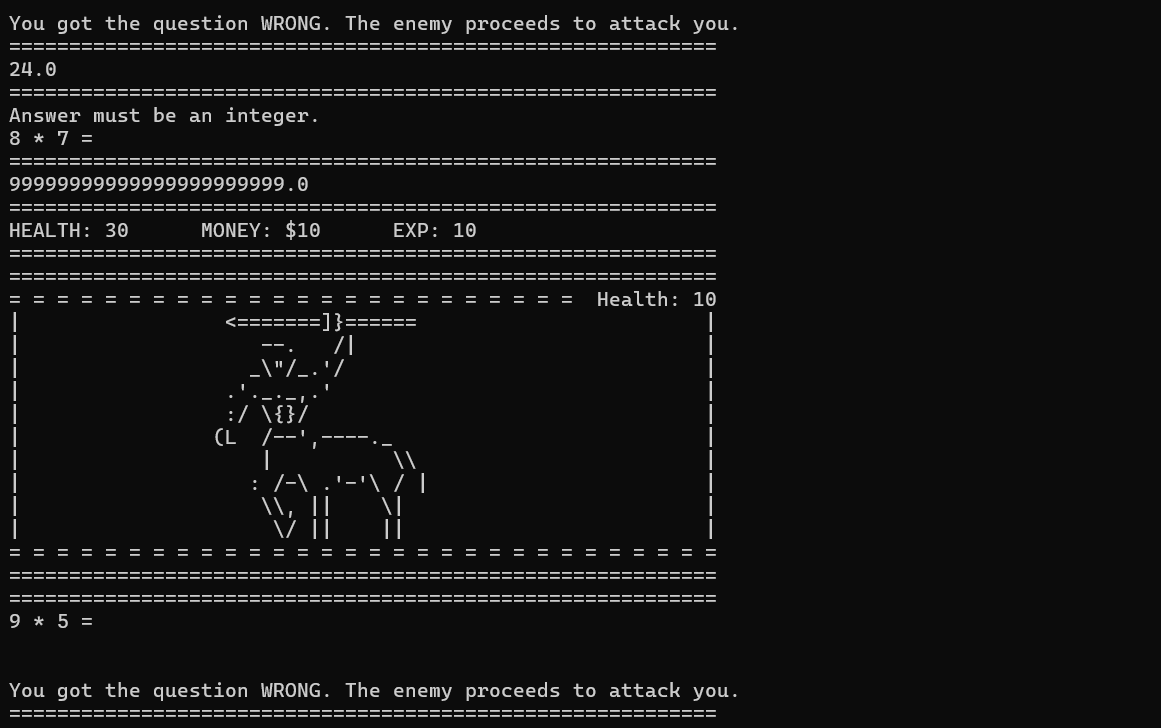 You got the question WRONG. The enemy proceeds to attack you.
===========================================================
24.0
===========================================================
Answer must be an integer.
8 * 7 =
===========================================================
99999999999999999999999.0
===========================================================
HEALTH: 30      MONEY: $10      EXP: 10
===========================================================
===========================================================
= = = = = = = = = = = = = = = = = = = = = = = =  Health: 10
|                 <=======]}======                        |
|                    --.   /|                             |
|                   _\"/_.'/                              |
|                 .'._._,.'                               |
|                 :/ \{}/                                 |
|                (L  /--',----._                          |
|                    |          \\                        |
|                   : /-\ .'-'\ / |                       |
|                    \\, ||    \|                         |
|                     \/ ||    ||                         |
= = = = = = = = = = = = = = = = = = = = = = = = = = = = = =
===========================================================
===========================================================
9 * 5 =
You got the question WRONG. The enemy proceeds to attack you.
===========================================================